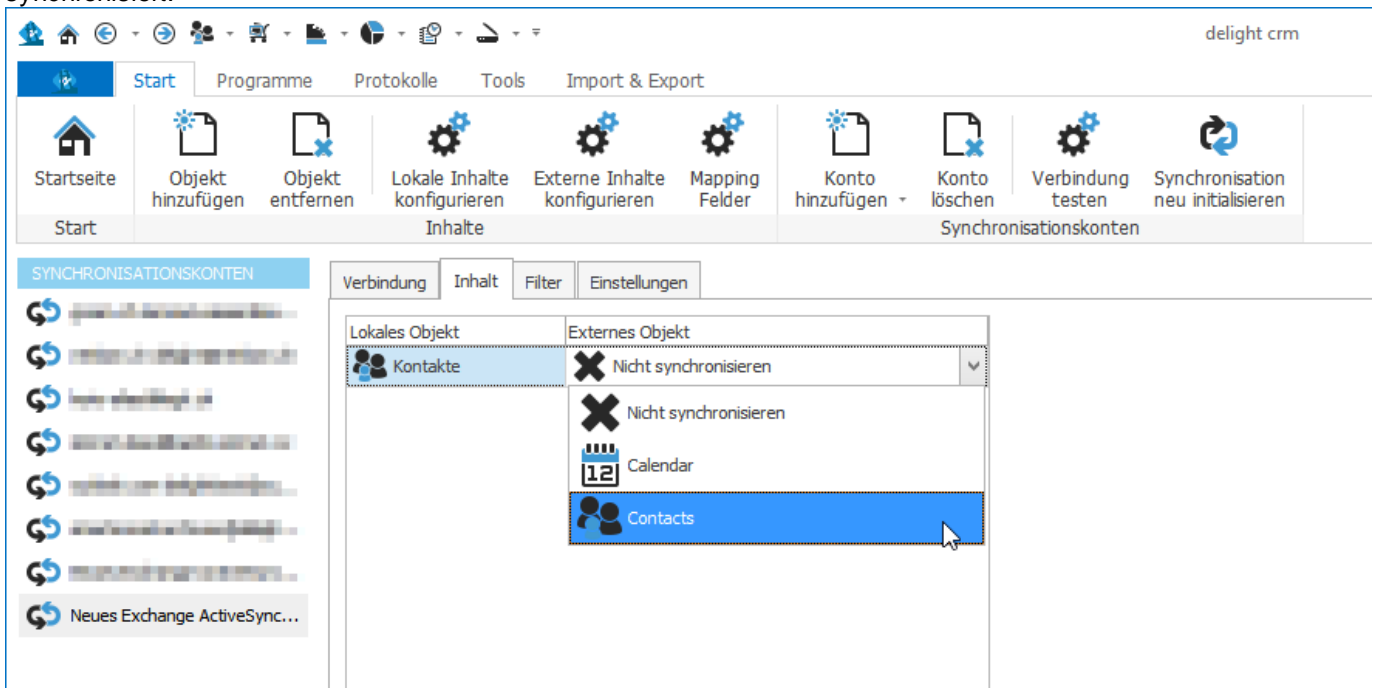 synchronisiert.
delight crm
Start Programme Protokolle Tools Import & Export
Startseite
Objekt hinzufügen
Objekt entfernen
Lokale Inhalte konfigurieren
Externe Inhalte konfigurieren
Mapping Felder
Konto hinzufügen
Konto löschen
Verbindung testen
Synchronisation neu initialisieren
Start Inhalte Synchronisationskonten
SYNCHRONISATIONSKONTEN
Neues Exchange ActiveSync...
Verbindung Inhalt Filter Einstellungen
Lokales Objekt Externes Objekt
Kontakte Nicht synchronisieren
Nicht synchronisieren
12 Calendar
Contacts